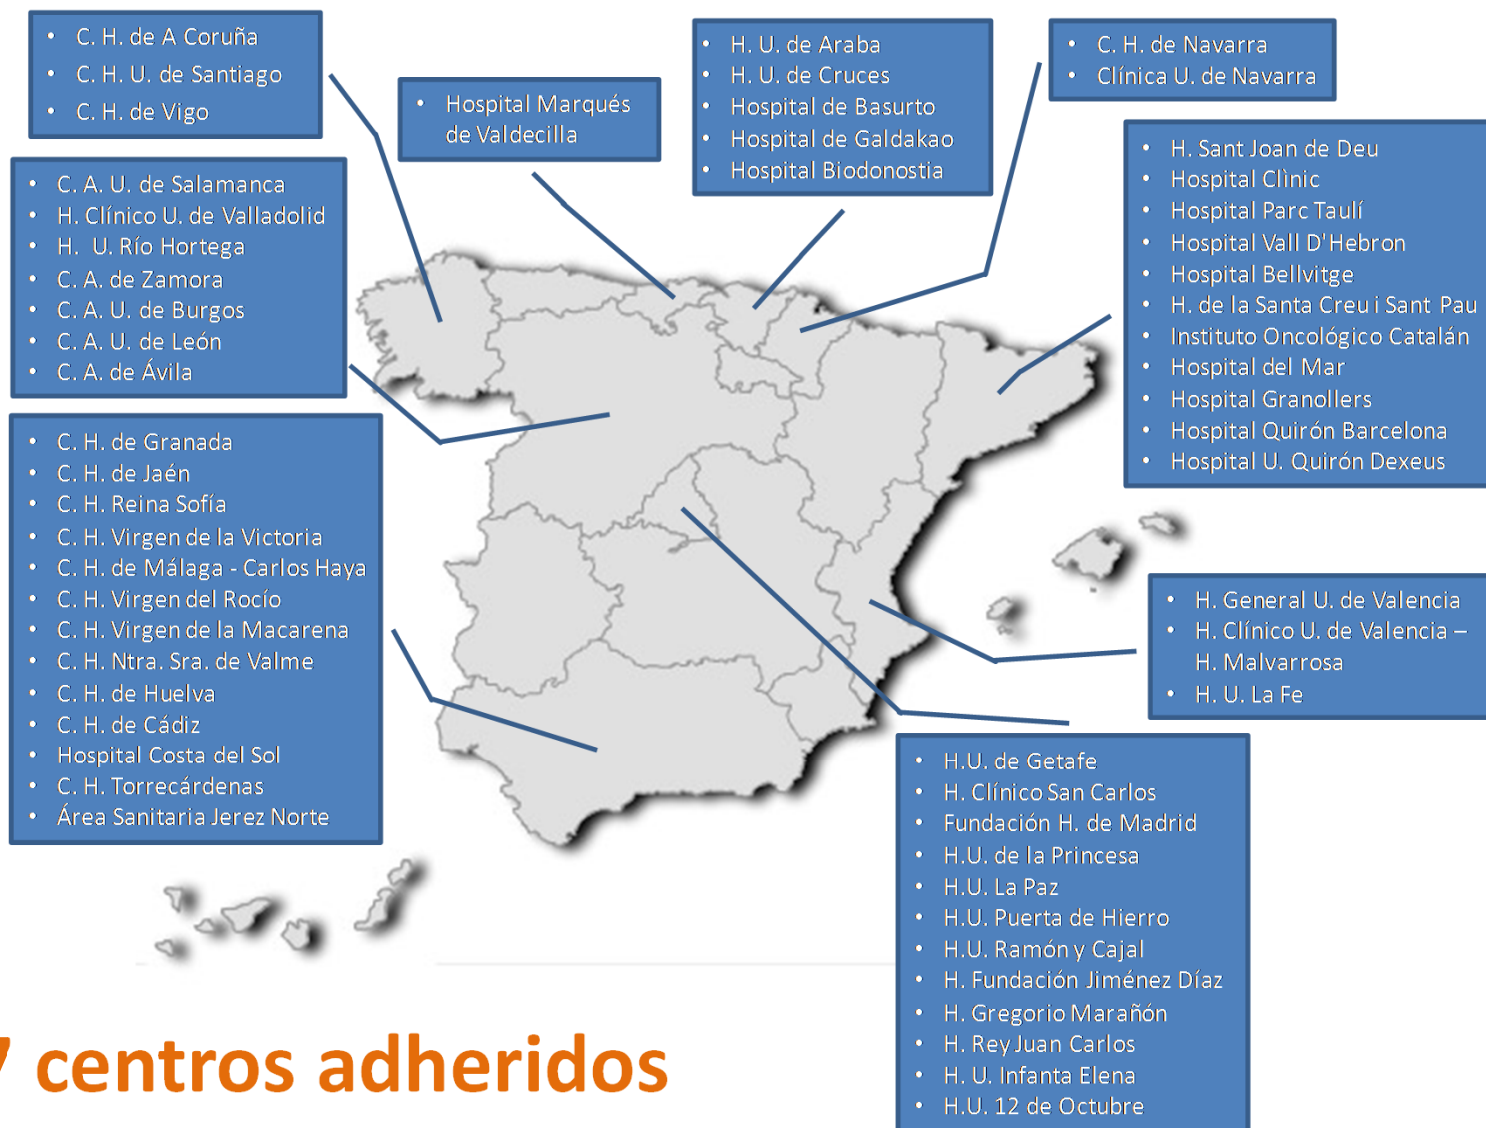 • C. H. de A Coruña
• C. H. U. de Santiago
• C. H. de Vigo
• Hospital Marqués
de Valdecilla
• H. U. de Araba
• H. U. de Cruces
• Hospital de Basurto
• Hospital de Galdakao
• Hospital Biodonostia
• C. H. de Navarra
• Clínica U. de Navarra
• C. A. U. de Salamanca
• H. Clínico U. de Valladolid
• H. U. Río Hortega
• C. A. de Zamora
• C. A. U. de Burgos
• C. A. U. de León
• C. A. de Ávila
• H. Sant Joan de Deu
• Hospital Clìnic
• Hospital Parc Taulí
• Hospital Vall D'Hebron
• Hospital Bellvitge
• H. de la Santa Creu i Sant Pau
• Instituto Oncológico Catalán
• Hospital del Mar
• Hospital Granollers
• Hospital Quirón Barcelona
• Hospital U. Quirón Dexeus
• C. H. de Granada
• C. H. de Jaén
• C. H. Reina Sofía
• C. H. Virgen de la Victoria
• C. H. de Málaga - Carlos Haya
• C. H. Virgen del Rocío
• C. H. Virgen de la Macarena
• C. H. Ntra. Sra. de Valme
• C. H. de Huelva
• C. H. de Cádiz
• Hospital Costa del Sol
• C. H. Torrecárdenas
• Área Sanitaria Jerez Norte
• H. General U. de Valencia
• H. Clínico U. de Valencia –
H. Malvarrosa
• H. U. La Fe
• H.U. de Getafe
• H. Clínico San Carlos
• Fundación H. de Madrid
• H.U. de la Princesa
• H.U. La Paz
• H.U. Puerta de Hierro
• H.U. Ramón y Cajal
• H. Fundación Jiménez Díaz
• H. Gregorio Marañón
• H. Rey Juan Carlos
• H. U. Infanta Elena
• H.U. 12 de Octubre
7 centros adheridos